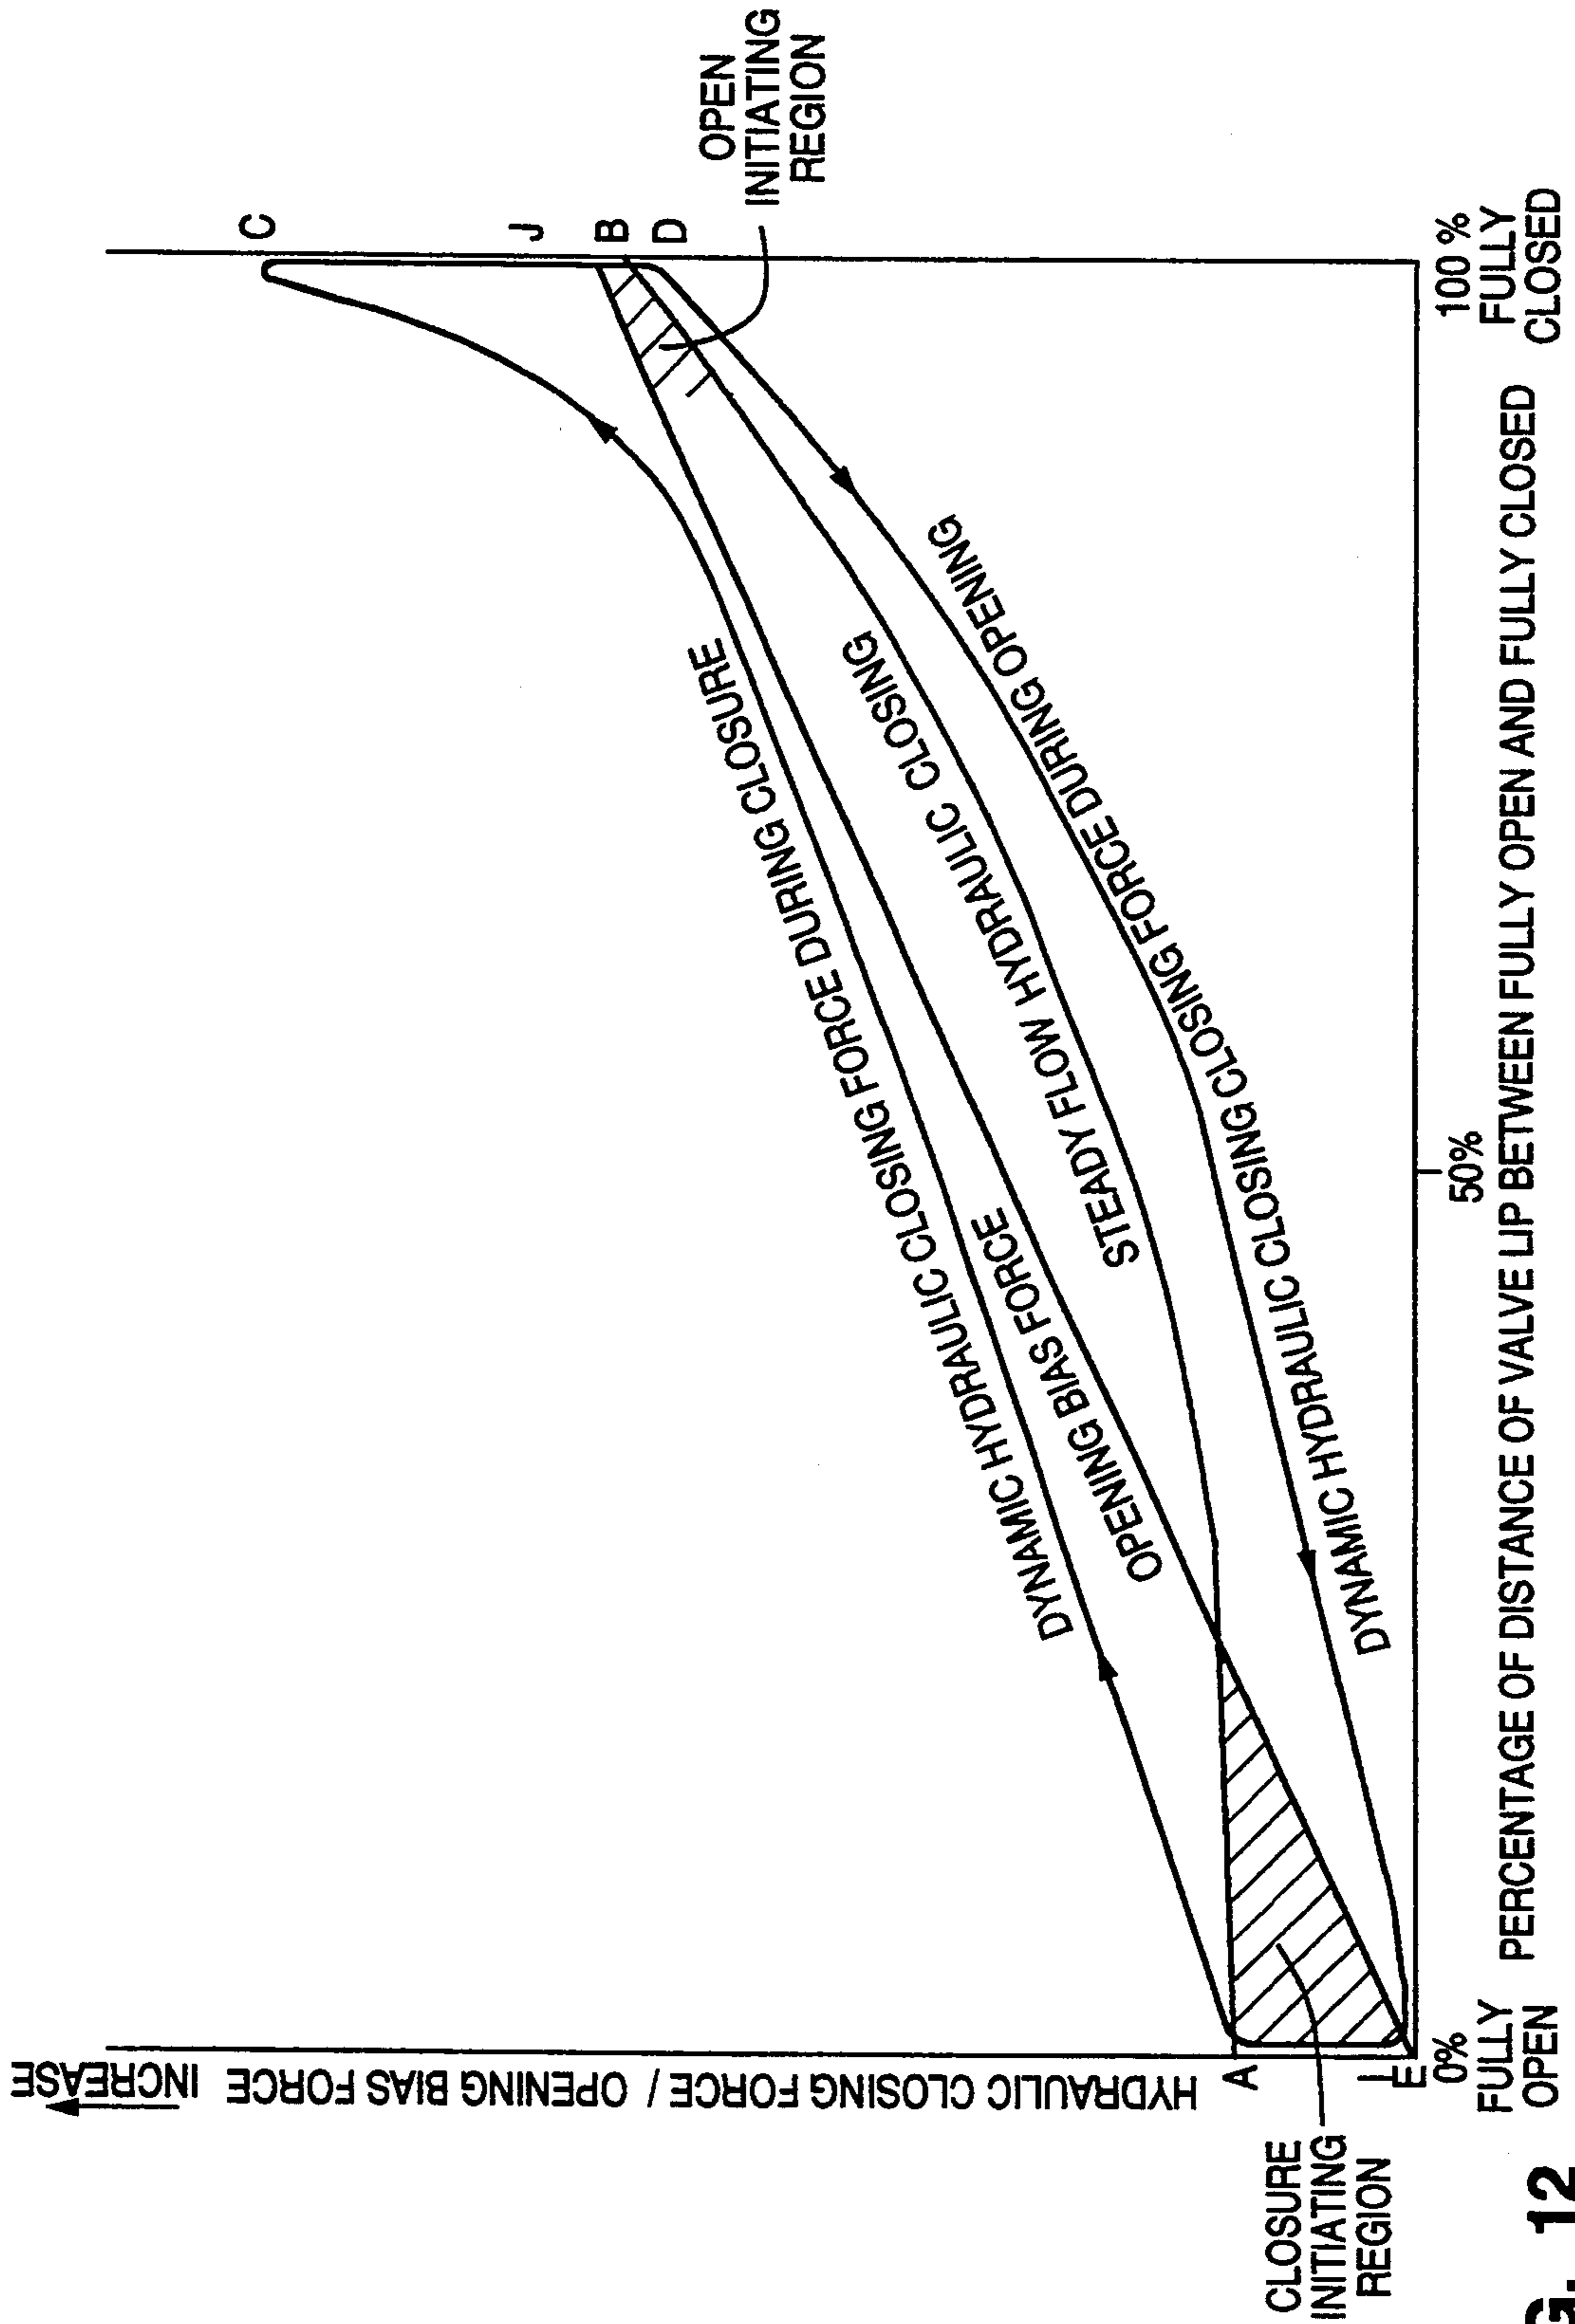 INCREASE
HYDRAULIC CLOSING FORCE / OPENING BIAS FORCE
C
J
B
D
OPEN
INITIATING
REGION
DYNAMIC HYDRAULIC CLOSING FORCE DURING CLOSURE
OPENING BIAS FORCE
STEADY FLOW HYDRAULIC CLOSING
DYNAMIC HYDRAULIC CLOSING CLOSING FORCE DURING OPENING
A
I
E
CLOSURE
INITIATING
REGION
0%
FULLY
OPEN
50%
100 %
FULLY
CLOSED
PERCENTAGE OF DISTANCE OF VALVE LIP BETWEEN FULLY OPEN AND FULLY CLOSED
G. 12